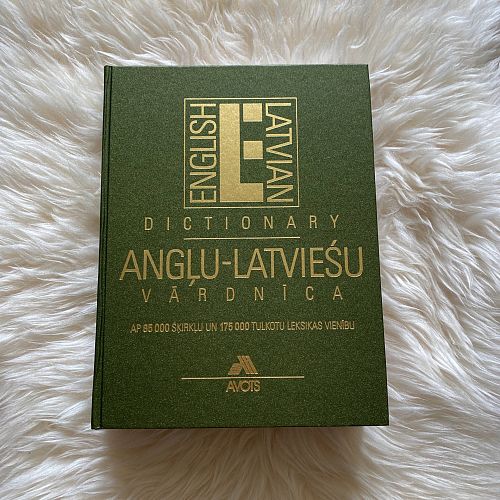 ENGLISH
LATVIAN
DICTIONARY
ANGĻU-LATVIEŠU
VĀRDNĪCA
AP 85 000 ŠĶIRKĻU UN 175 000 TULKOTU LEKSIKAS VIENĪBU
AVOTS